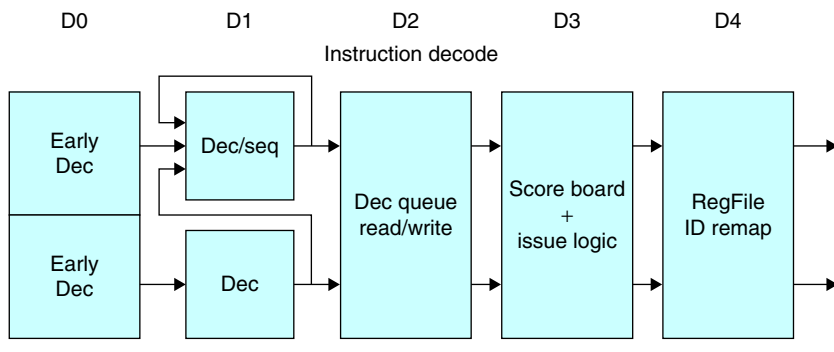 D0 D1 D2 D3 D4
Instruction decode
Early
Dec
Dec/seq
Early
Dec
Dec
Dec queue
read/write
Score board
+
issue logic
RegFile
ID remap